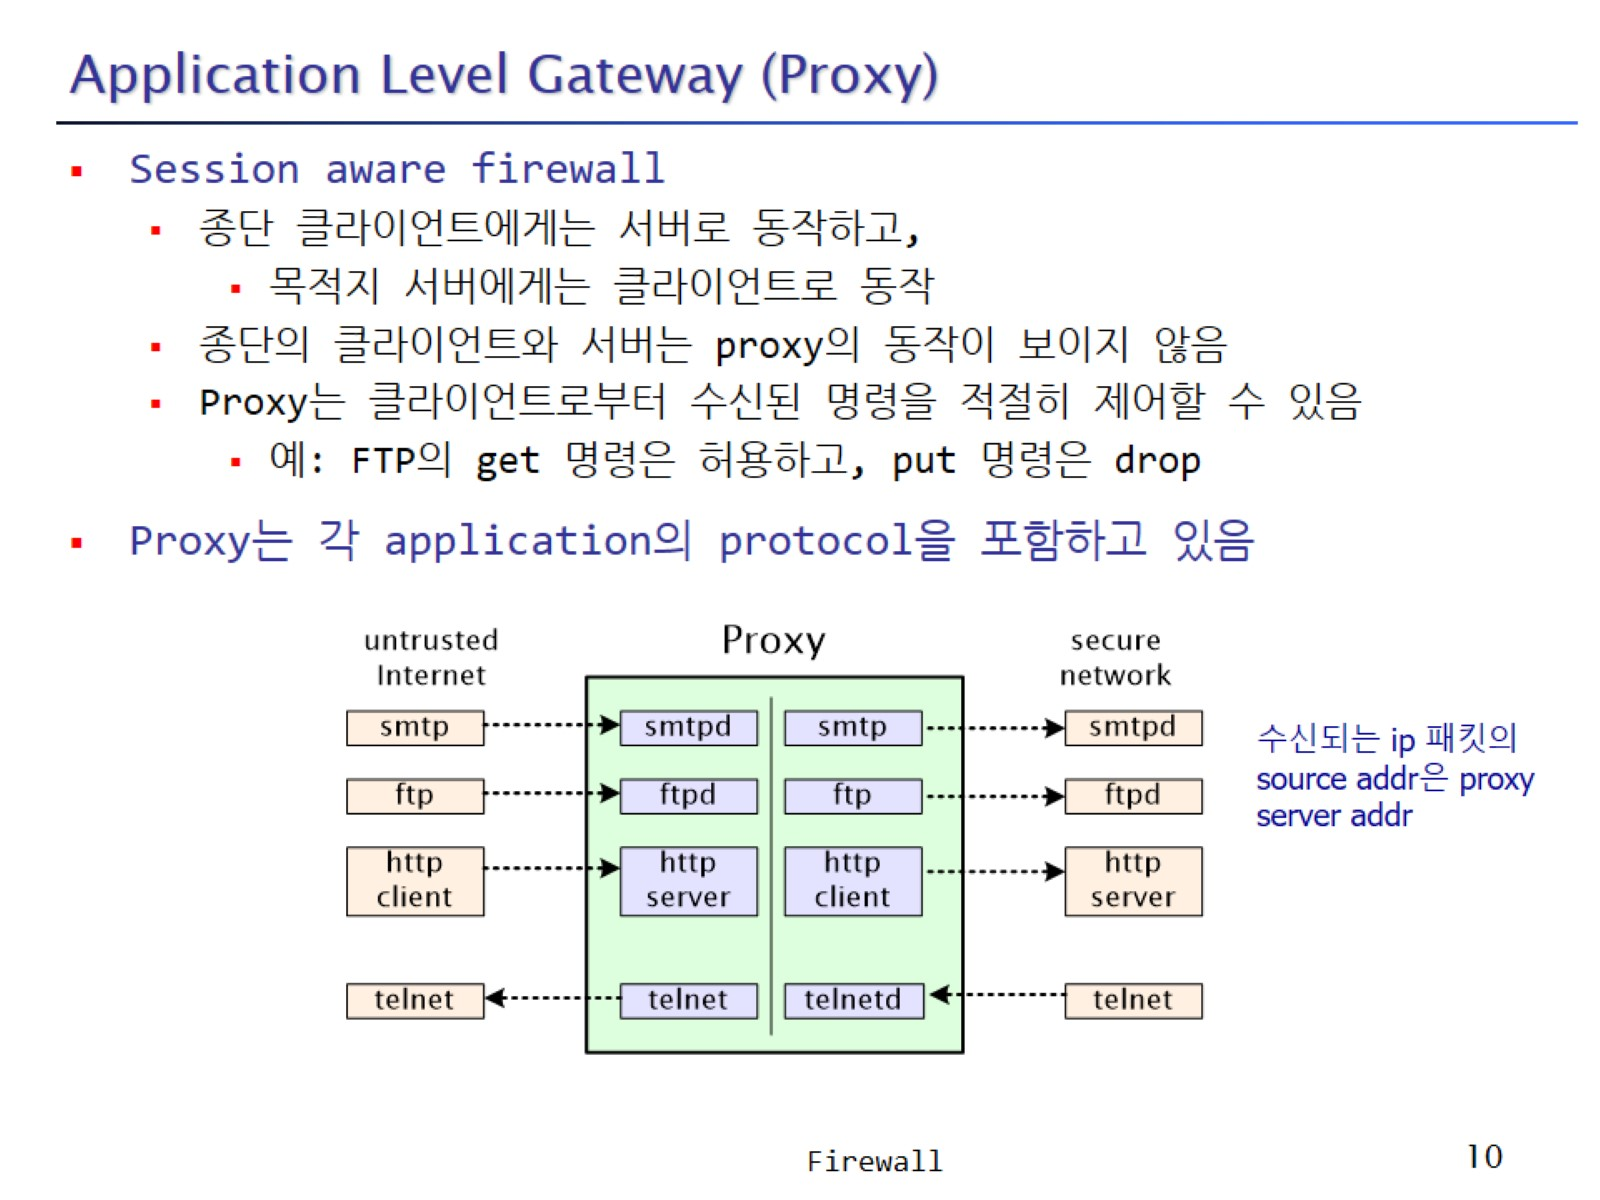 Application Level Gateway (Proxy)
Session aware firewall
종단 클라이언트에게는 서버로 동작하고,
목적지 서버에게는 클라이언트로 동작
종단의 클라이언트와 서버는 proxy의 동작이 보이지 않음
Proxy는 클라이언트로부터 수신된 명령을 적절히 제어할 수 있음
예: FTP의 get 명령은 허용하고, put 명령은 drop
Proxy는 각 application의 protocol을 포함하고 있음
untrusted
Internet
Proxy
secure
network
smtp
smtpd
smtp
smtpd
ftp
ftpd
ftp
ftpd
http
client
http
server
http
client
http
server
telnet
telnet
telnetd
telnet
수신되는 ip 패킷의
source addr은 proxy
server addr
Firewall
10